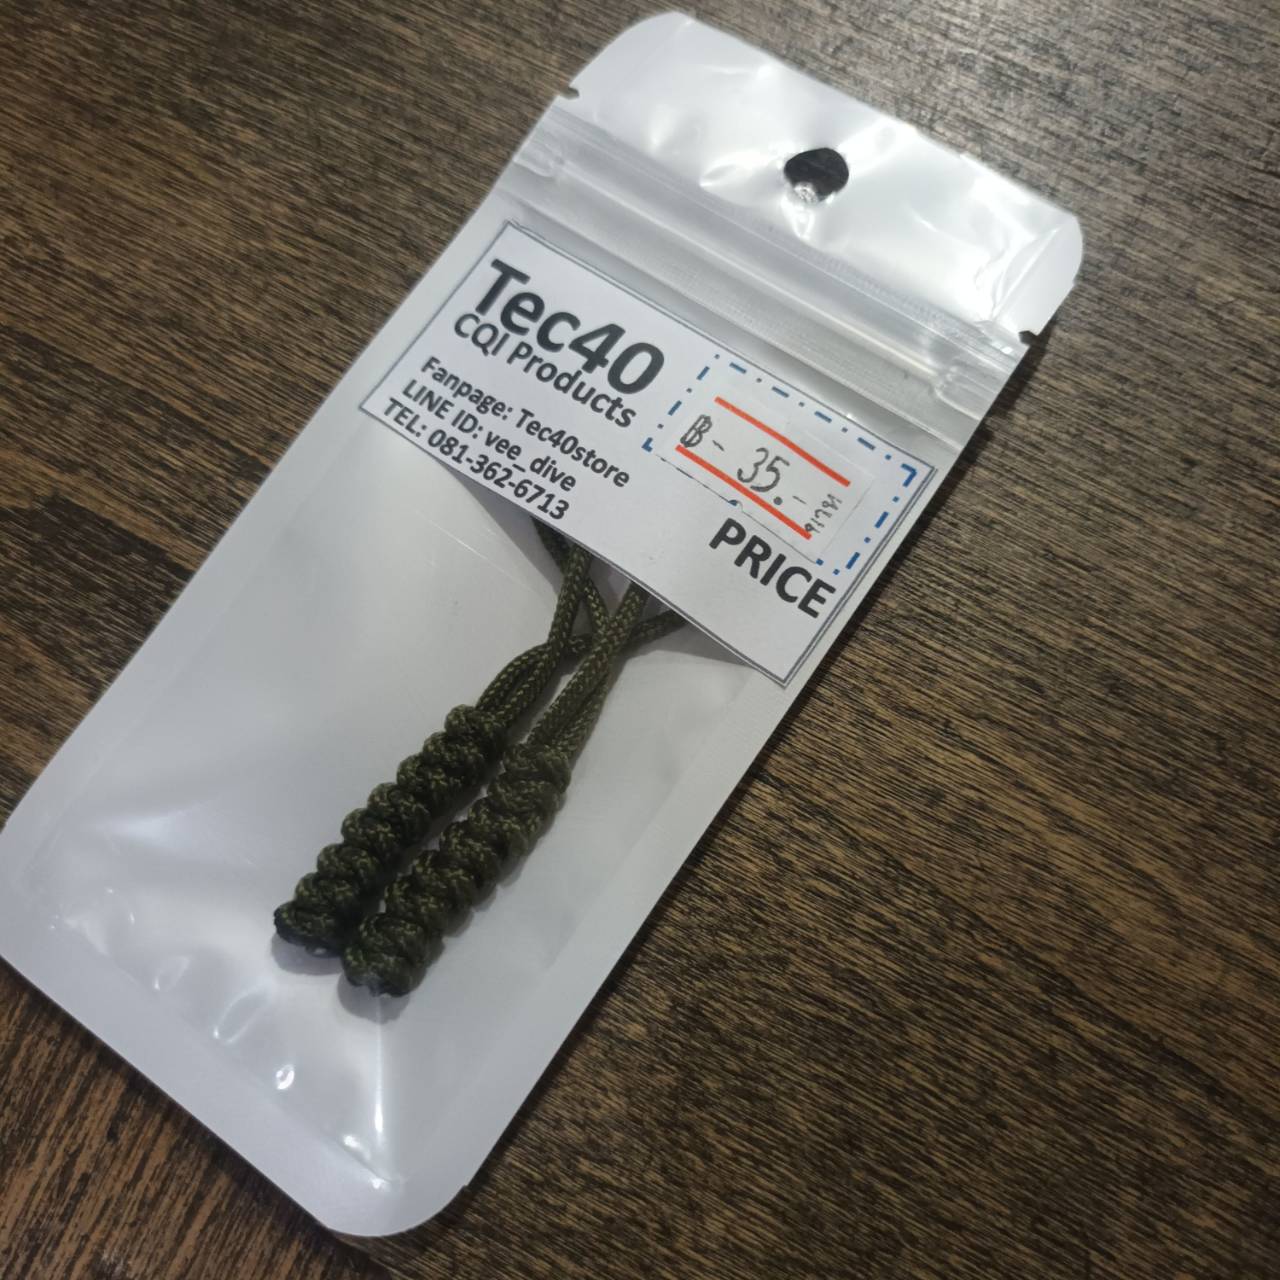 Tec40
CQI Products
Fanpage: Tec40store
LINE ID: vee_dive
TEL: 081-362-6713
฿ - 35.-
PRICE